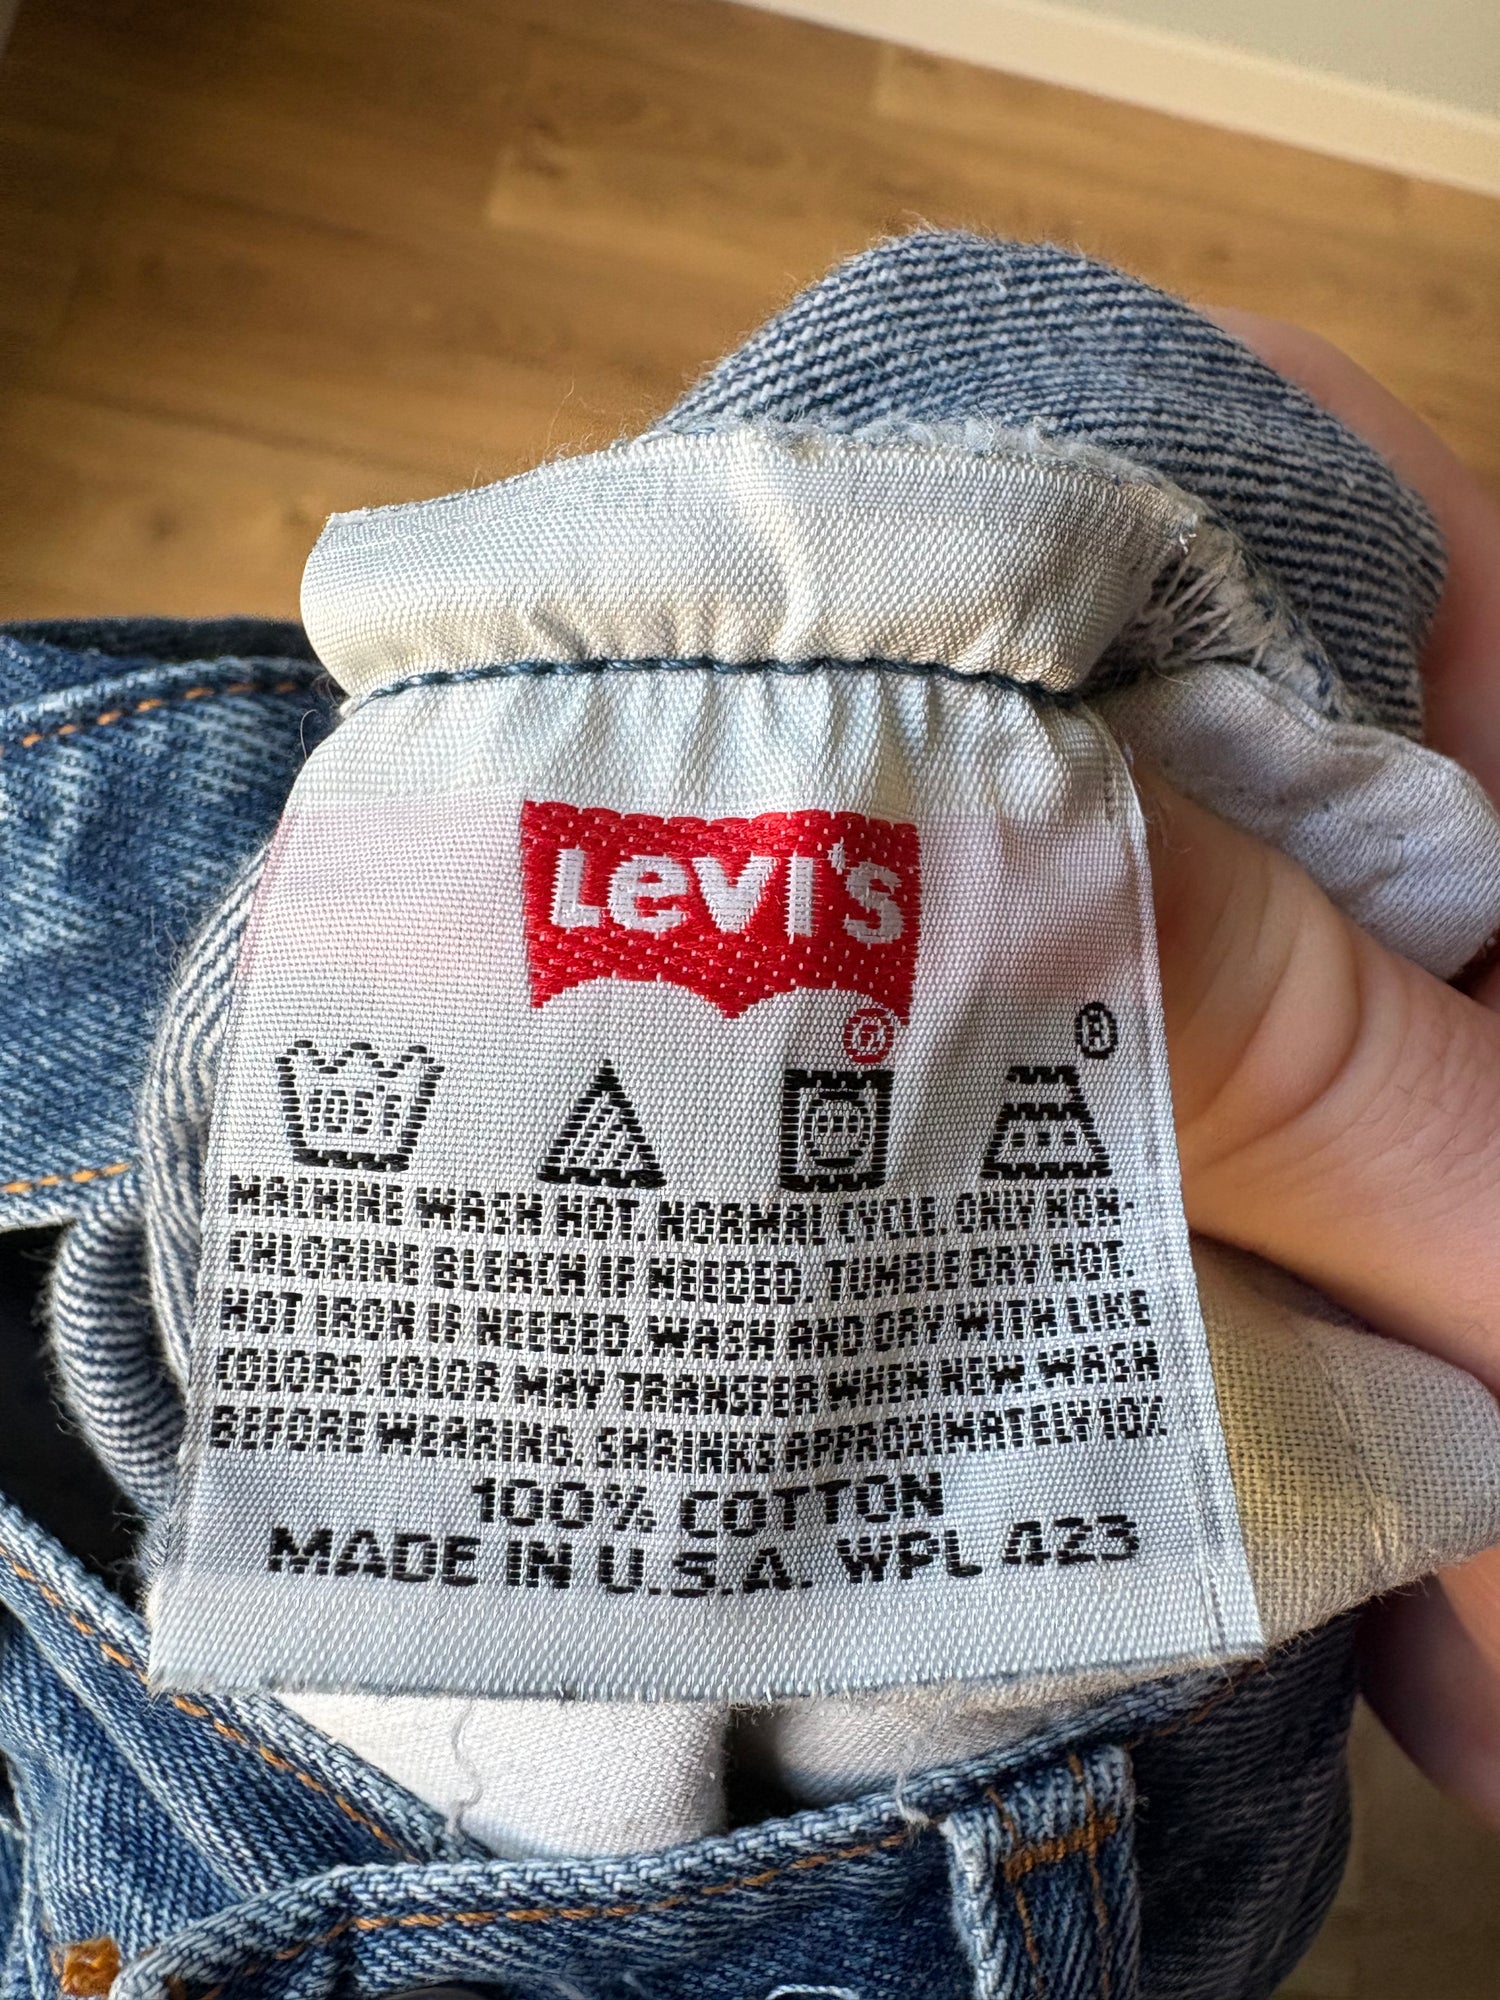 LEVI'S
®
®
105F
MACHINE WASH HOT. NORMAL CYCLE. ONLY NON-
CHLORINE BLEACH IF NEEDED. TUMBLE DRY HOT.
HOT IRON IF NEEDED. WASH AND DRY WITH LIKE
COLORS. COLOR MAY TRANSFER WHEN NEW. WASH
BEFORE WEARING. SHRINKS APPROXIMATELY 10%
100% COTTON
MADE IN U.S.A. WPL 423